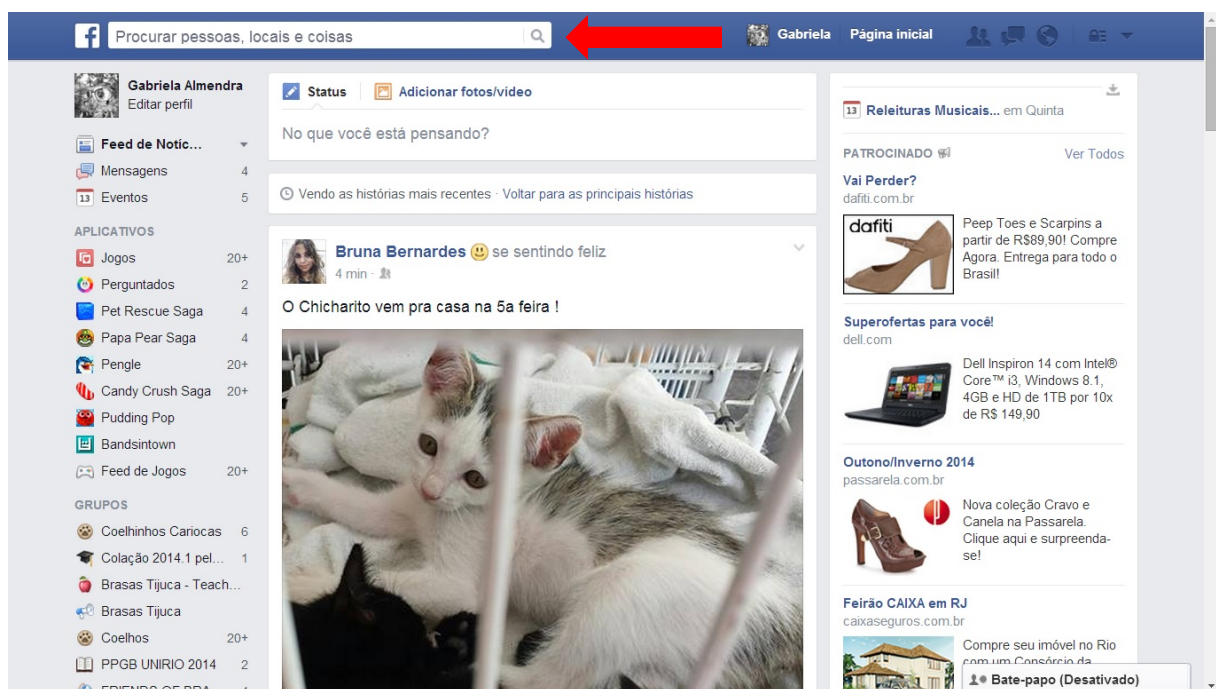 Procurar pessoas, locais e coisas
Gabriela Página inicial
Gabriela Almendra
Editar perfil
Feed de Notíc...
Mensagens 4
Eventos 5
APLICATIVOS
Jogos 20+
Perguntados 2
Pet Rescue Saga 4
Papa Pear Saga 4
Pengle 20+
Candy Crush Saga 20+
Pudding Pop
Bandsintown
Feed de Jogos 20+
GRUPOS
Coelhinhos Cariocas 6
Colação 2014.1 pel... 1
Brasas Tijuca - Teach...
Brasas Tijuca
Coelhos 20+
PPGB UNIRIO 2014 2
Status Adicionar fotos/vídeo
No que você está pensando?
Vendo as histórias mais recentes · Voltar para as principais histórias
Bruna Bernardes se sentindo feliz
4 min ·
O Chicharito vem pra casa na 5a feira !
13 Releituras Musicais... em Quinta
PATROCINADO Ver Todos
Vai Perder?
dafiti.com.br
dafiti
Peep Toes e Scarpins a
partir de R$89,90! Compre
Agora. Entrega para todo o
Brasil!
Superofertas para você!
dell.com
Dell Inspiron 14 com Intel®
Core™ i3, Windows 8.1,
4GB e HD de 1TB por 10x
de R$ 149,90
Outono/Inverno 2014
passarela.com.br
Nova coleção Cravo e
Canela na Passarela.
Clique aqui e surpreenda-
se!
Feirão CAIXA em RJ
caixaseguros.com.br
Compre seu imóvel no Rio
com um Consórcio da
Bate-papo (Desativado)